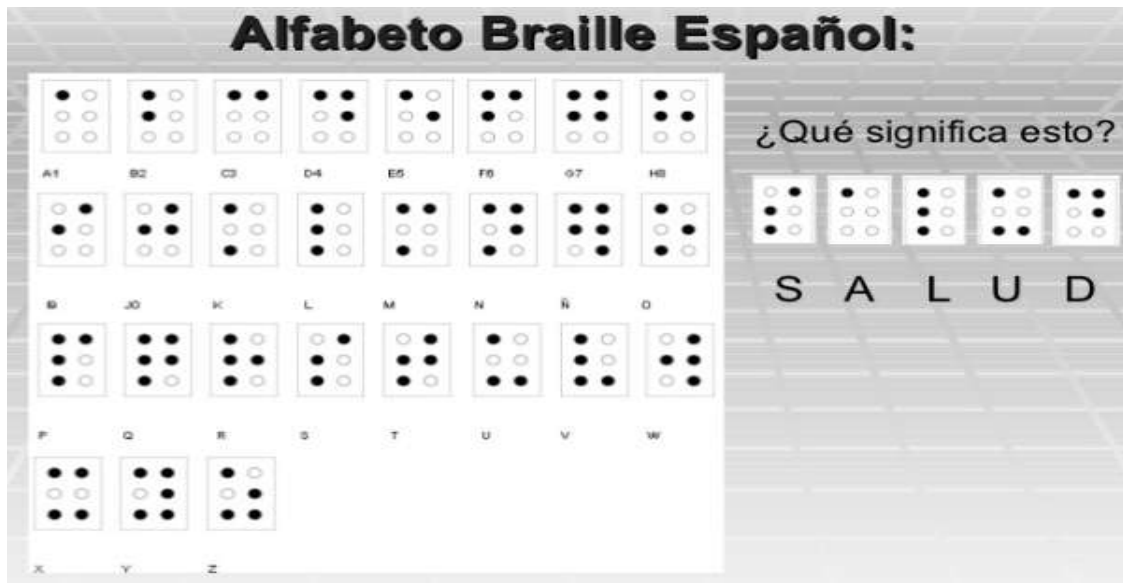 Alfabeto Braille Español:
A1 B2 C3 D4 E5 F6 G7 H8
¿Qué significa esto?
I9 J0 K L M N Ñ O
S A L U D
P Q R S T U V W
X Y Z